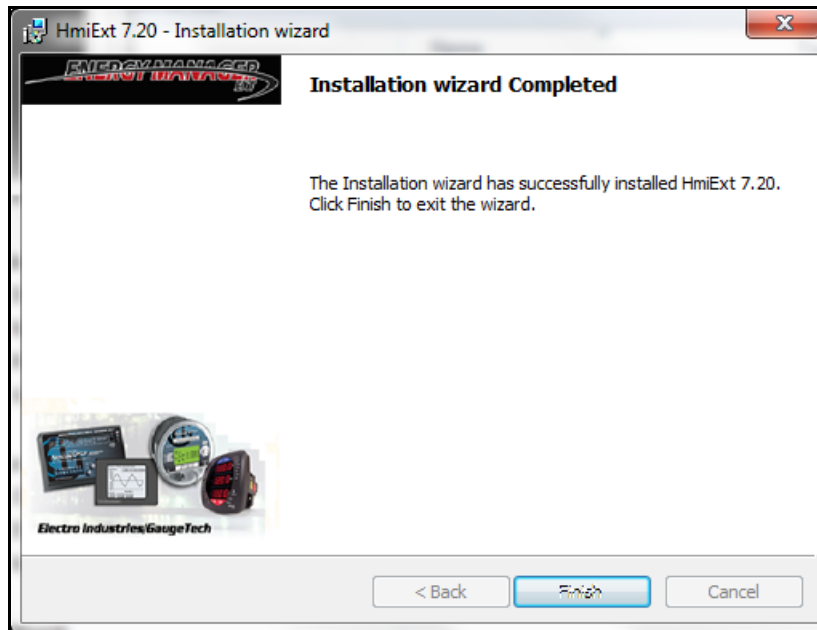 HmiExt 7.20 - Installation wizard
ENERGY MANAGER
EXT
Installation wizard Completed
The Installation wizard has successfully installed HmiExt 7.20.
Click Finish to exit the wizard.
Electro Industries/GaugeTech
< Back
Finish
Cancel